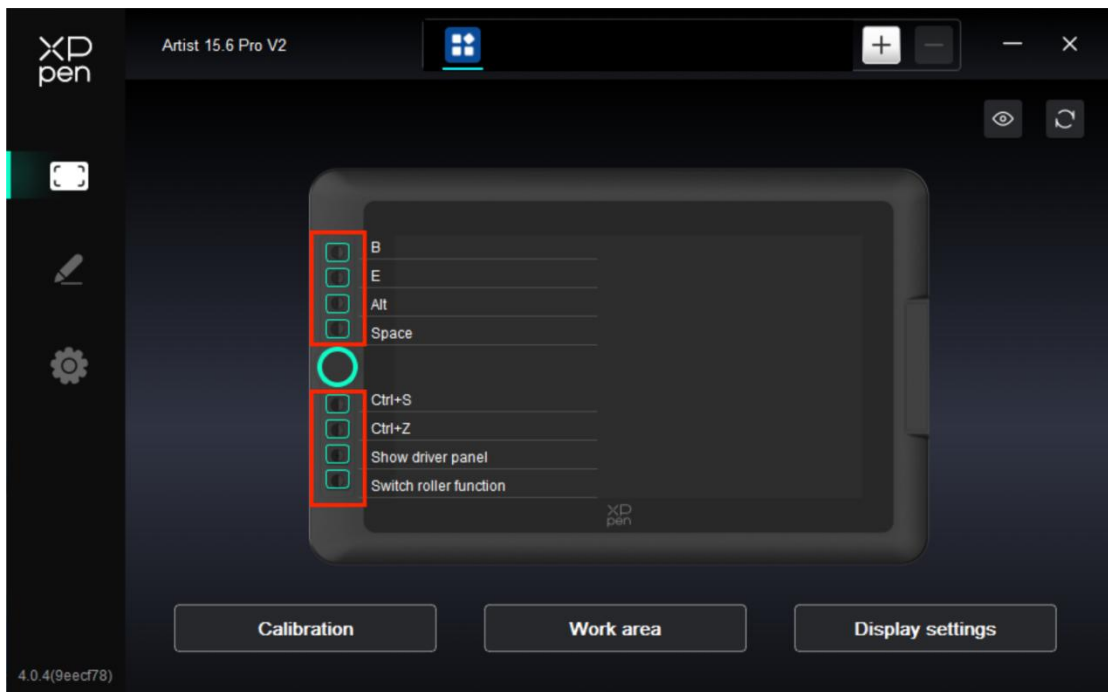 XP
pen
Artist 15.6 Pro V2
B
E
Alt
Space
Ctrl+S
Ctrl+Z
Show driver panel
Switch roller function
XP
pen
Calibration
Work area
Display settings
4.0.4(9eecf78)